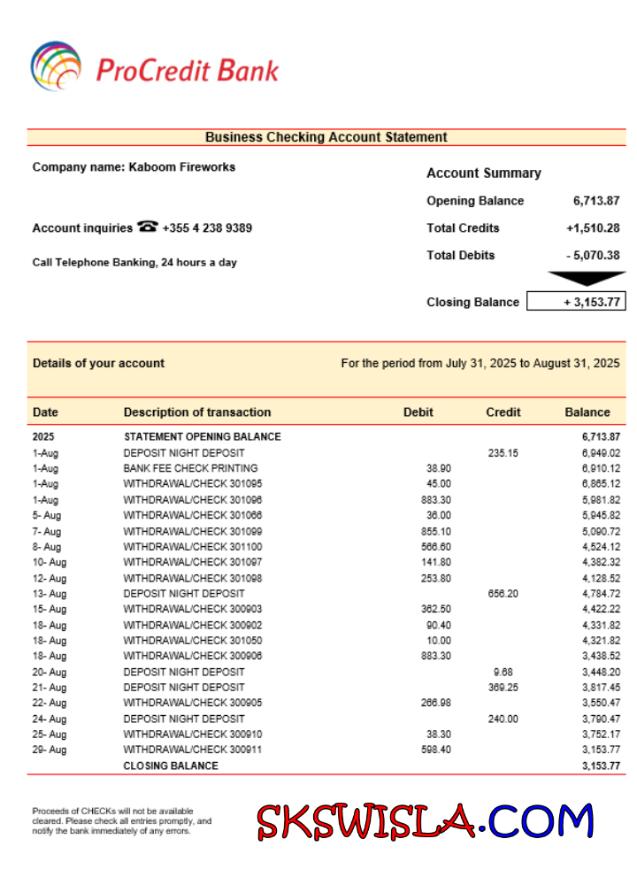 ProCredit Bank
Business Checking Account Statement
Company name: Kaboom Fireworks
Account Summary
Opening Balance 6,713.87
Account inquiries ☎ +355 4 238 9389
Total Credits +1,510.28
Call Telephone Banking, 24 hours a day
Total Debits - 5,070.38
Closing Balance + 3,153.77
Details of your account For the period from July 31, 2025 to August 31, 2025
Date Description of transaction Debit Credit Balance
2025 STATEMENT OPENING BALANCE 6,713.87
1-Aug DEPOSIT NIGHT DEPOSIT 235.15 6,949.02
1-Aug BANK FEE CHECK PRINTING 38.90 6,910.12
1-Aug WITHDRAWAL/CHECK 301095 45.00 6,865.12
1-Aug WITHDRAWAL/CHECK 301096 883.30 5,981.82
5- Aug WITHDRAWAL/CHECK 301066 36.00 5,945.82
7- Aug WITHDRAWAL/CHECK 301099 855.10 5,090.72
8- Aug WITHDRAWAL/CHECK 301100 566.60 4,524.12
10- Aug WITHDRAWAL/CHECK 301097 141.80 4,382.32
12- Aug WITHDRAWAL/CHECK 301098 253.80 4,128.52
13- Aug DEPOSIT NIGHT DEPOSIT 656.20 4,784.72
15- Aug WITHDRAWAL/CHECK 300903 362.50 4,422.22
18- Aug WITHDRAWAL/CHECK 300902 90.40 4,331.82
18- Aug WITHDRAWAL/CHECK 301050 10.00 4,321.82
18- Aug WITHDRAWAL/CHECK 300906 883.30 3,438.52
20- Aug DEPOSIT NIGHT DEPOSIT 9.68 3,448.20
21- Aug DEPOSIT NIGHT DEPOSIT 369.25 3,817.45
22- Aug WITHDRAWAL/CHECK 300905 266.98 3,550.47
24- Aug DEPOSIT NIGHT DEPOSIT 240.00 3,790.47
25- Aug WITHDRAWAL/CHECK 300910 38.30 3,752.17
29- Aug WITHDRAWAL/CHECK 300911 598.40 3,153.77
CLOSING BALANCE 3,153.77
Proceeds of CHECKs will not be available
cleared. Please check all entries promptly, and
notify the bank immediately of any errors.
SKSWISLA.COM